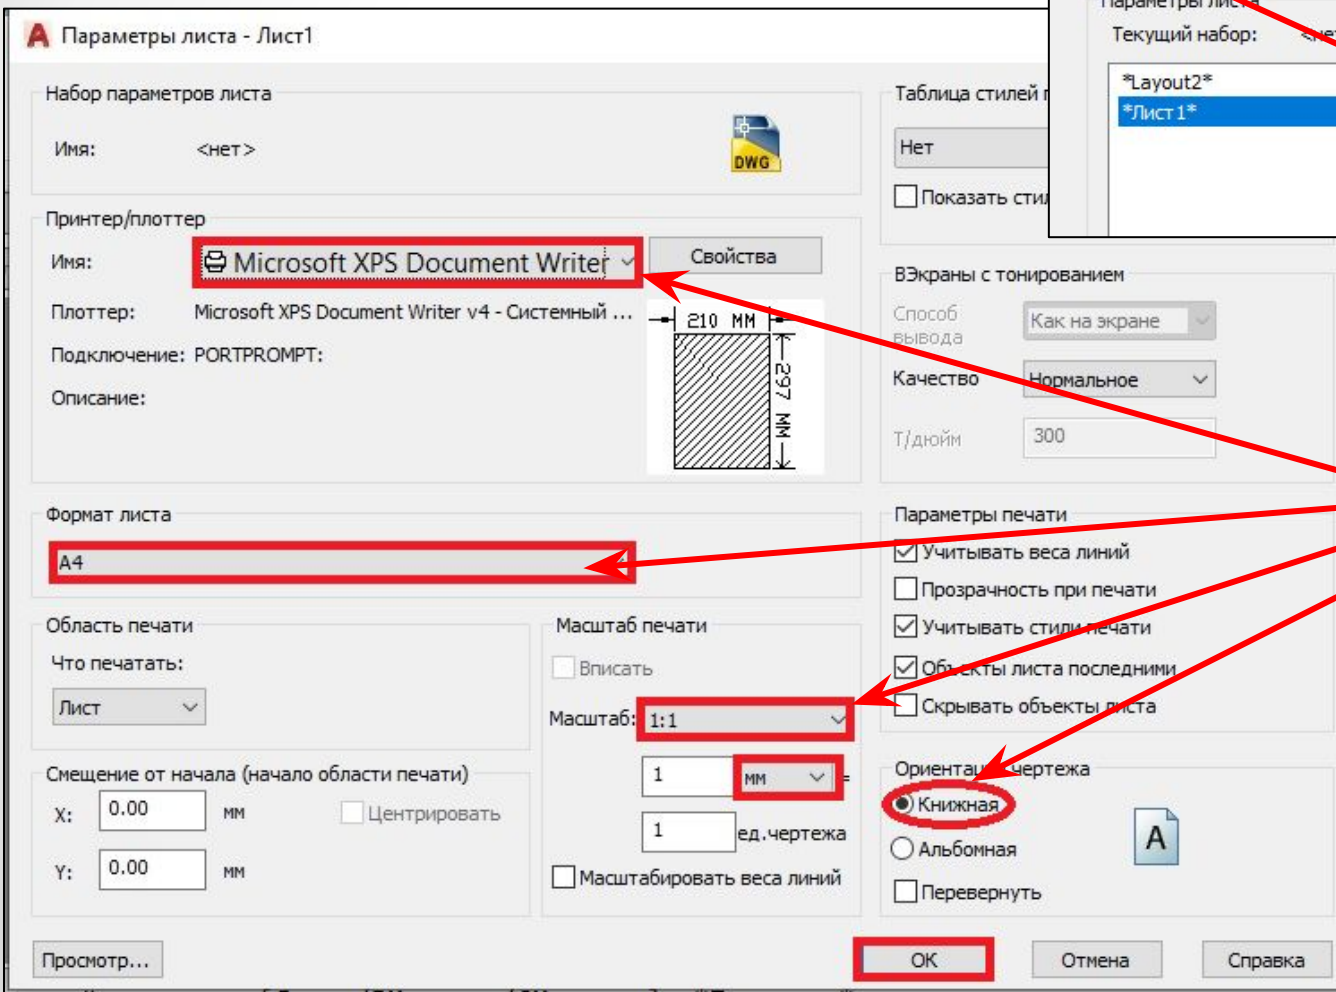 Параметры листа
Текущий набор:
*Layout2*
*Лист1*
A Параметры листа - Лист1
Набор параметров листа
Имя: <нет>
DWG
Принтер/плоттер
Имя: Microsoft XPS Document Writer Свойства
Плоттер: Microsoft XPS Document Writer v4 - Системный ...
Подключение: PORTPROMPT:
Описание:
210 MM
297 MM
Формат листа
A4
Область печати
Что печатать:
Лист
Масштаб печати
Вписать
Масштаб: 1:1
1 мм =
1 ед.чертежа
Масштабировать веса линий
Смещение от начала (начало области печати)
X: 0.00 мм Центрировать
Y: 0.00 мм
Таблица стилей
Нет
Показать
ВЭкраны с тонированием
Способ вывода Как на экране
Качество Нормальное
Т/дюйм 300
Параметры печати
Учитывать веса линий
Прозрачность при печати
Учитывать стили печати
Объекты листа последними
Скрывать объекты листа
Ориентация чертежа
Книжная
Альбомная
Перевернуть
A
Просмотр... ОК Отмена Справка